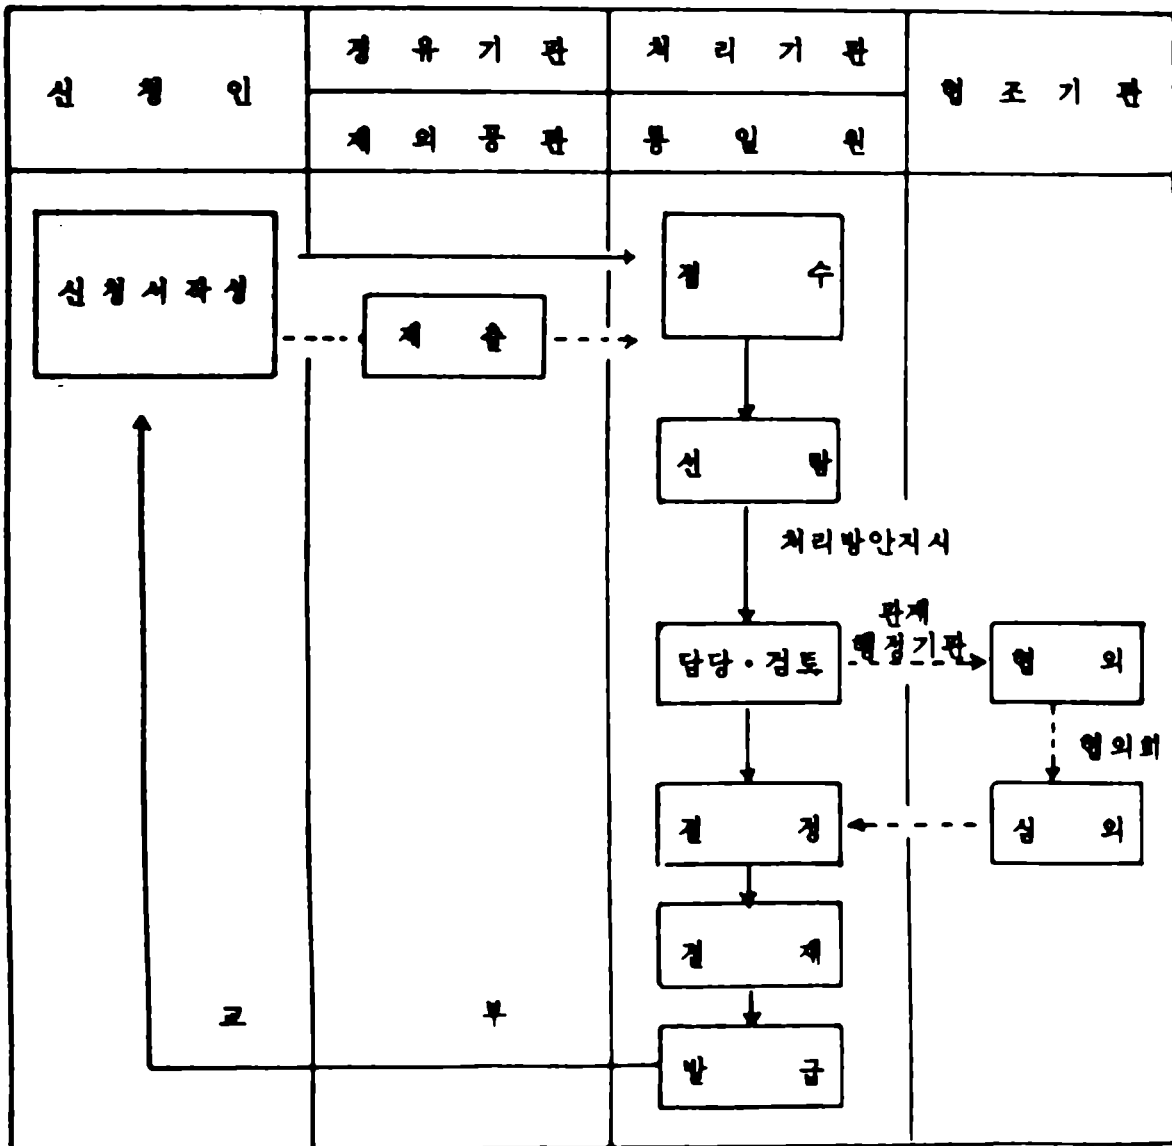 신 청 인
경 유 기 관
처 리 기 관
협 조 기 관
재 외 공 관
통 일 원
신 청 서 작 성
제 출
접 수
선 람
처리방안지시
담당·검토
관계
행정기관
협 의
협의회
결 정
심 의
결 재
교 부
발 급